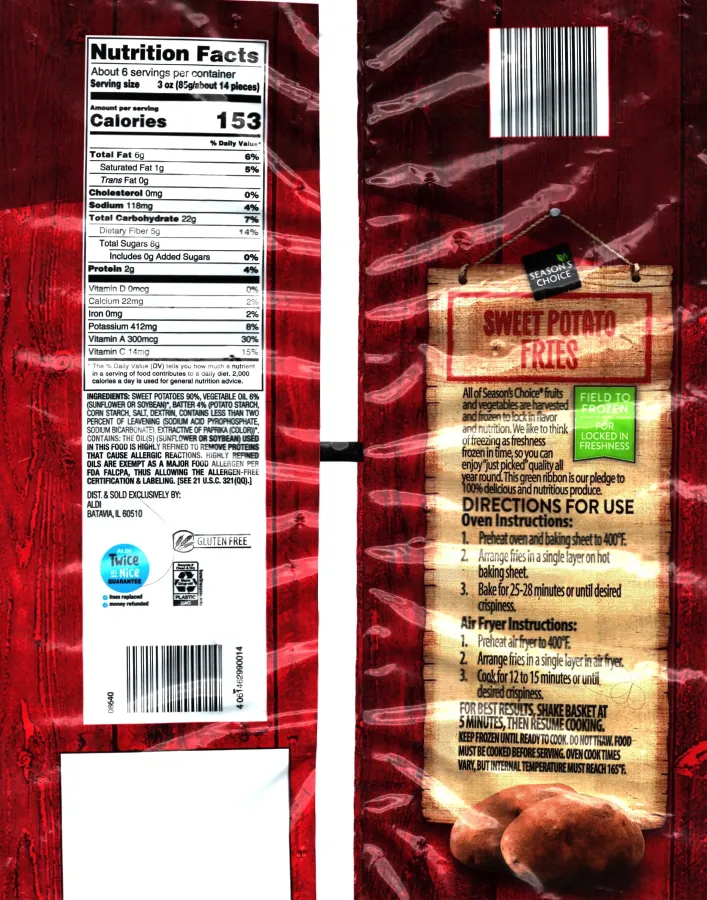 Nutrition Facts
About 6 servings per container
Serving size 3 oz (85g/about 14 pieces)
Amount per serving
Calories 153
% Daily Value*
Total Fat 6g 6%
Saturated Fat 1g 5%
Trans Fat 0g
Cholesterol 0mg 0%
Sodium 118mg 4%
Total Carbohydrate 22g 7%
Dietary Fiber 5g 14%
Total Sugars 8g
Includes 0g Added Sugars 0%
Protein 2g 4%
Vitamin D 0mcg 0%
Calcium 22mg 2%
Iron 0mg 2%
Potassium 412mg 8%
Vitamin A 300mcg 30%
Vitamin C 14mg 15%
* The % Daily Value (DV) tells you how much a nutrient
in a serving of food contributes to a daily diet. 2,000
calories a day is used for general nutrition advice.
INGREDIENTS: SWEET POTATOES 90%, VEGETABLE OIL 6%
(SUNFLOWER OR SOYBEAN)*, BATTER 4% (POTATO STARCH,
CORN STARCH, SALT, DEXTRIN, CONTAINS LESS THAN TWO
PERCENT OF LEAVENING (SODIUM ACID PYROPHOSPHATE,
SODIUM BICARBONATE) EXTRACTIVE OF PAPRIKA (COLOR))*.
CONTAINS: THE OIL(S) (SUNFLOWER OR SOYBEAN) USED
IN THIS FOOD IS HIGHLY REFINED TO REMOVE PROTEINS
THAT CAUSE ALLERGIC REACTIONS. HIGHLY REFINED
OILS ARE EXEMPT AS A MAJOR FOOD ALLERGEN PER
FDA FALCPA, THUS ALLOWING THE ALLERGEN-FREE
CERTIFICATION & LABELING. [SEE 21 U.S.C. 321(QQ).]
DIST. & SOLD EXCLUSIVELY BY:
ALDI
BATAVIA, IL 60510
GLUTEN FREE
ALDI
Twice
as Nice
GUARANTEE
item replaced
money refunded
PLASTIC
BAG
4 061462 990014
SEASON'S
CHOICE
SWEET POTATO
FRIES
All of Season's Choice® fruits
and vegetables are harvested
and frozen to lock in flavor
and nutrition. We like to think
of freezing as freshness
frozen in time, so you can
enjoy "just picked" quality all
year round. This green ribbon is our pledge to
100% delicious and nutritious produce.
FIELD TO
FROZEN
FOR
LOCKED IN
FRESHNESS
DIRECTIONS FOR USE
Oven Instructions:
1. Preheat oven and baking sheet to 400°F.
2. Arrange fries in a single layer on hot
baking sheet.
3. Bake for 25-28 minutes or until desired
crispiness.
Air Fryer Instructions:
1. Preheat air fryer to 400°F.
2. Arrange fries in a single layer in air fryer.
3. Cook for 12 to 15 minutes or until
desired crispiness.
FOR BEST RESULTS, SHAKE BASKET AT
5 MINUTES, THEN RESUME COOKING.
KEEP FROZEN UNTIL READY TO COOK. DO NOT THAW. FOOD
MUST BE COOKED BEFORE SERVING. OVEN COOK TIMES
VARY, BUT INTERNAL TEMPERATURE MUST REACH 165°F.